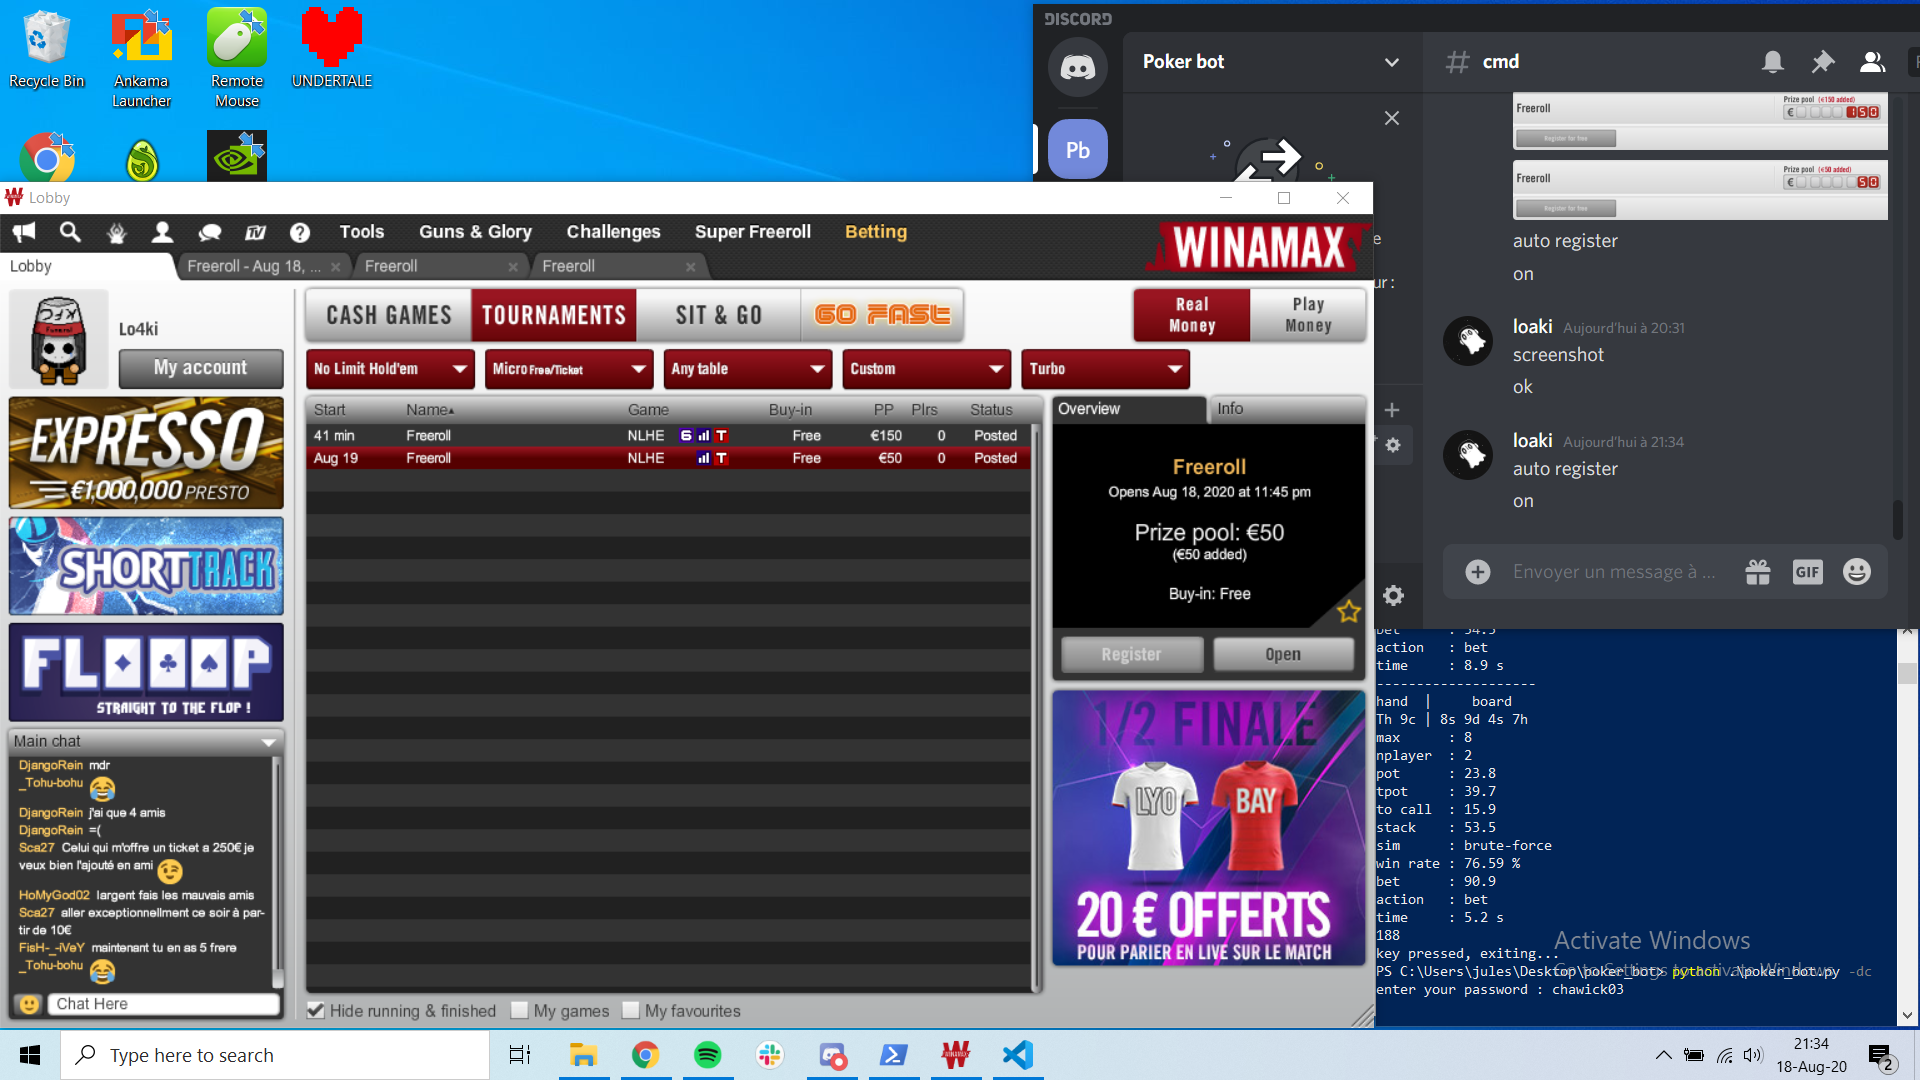 Recycle Bin
Ankama Launcher
Remote Mouse
UNDERTALE
DISCORD
Poker bot
cmd
Pb
Freeroll
Prize pool (€150 added)
€ 150
Register for free
Freeroll
Prize pool (€50 added)
€ 50
Register for free
auto register
on
loaki Aujourd'hui à 20:31
screenshot
ok
loaki Aujourd'hui à 21:34
auto register
on
Envoyer un message à ...
GIF
Lobby
TV
Tools
Guns & Glory
Challenges
Super Freeroll
Betting
WINAMAX
Lobby
Freeroll - Aug 18, ...
Freeroll
Freeroll
KFC
Funeral
Lo4ki
My account
CASH GAMES
TOURNAMENTS
SIT & GO
GO FAST
Real Money
Play Money
No Limit Hold'em
Micro Free/Ticket
Any table
Custom
Turbo
Start Name Game Buy-in PP Plrs Status
41 min Freeroll NLHE 6 T Free €150 0 Posted
Aug 19 Freeroll NLHE T Free €50 0 Posted
Overview
Info
Freeroll
Opens Aug 18, 2020 at 11:45 pm
Prize pool: €50
(€50 added)
Buy-in: Free
Register
Open
EXPRESSO
€1,000,000 PRESTO
SHORTTRACK
FLOOOP
STRAIGHT TO THE FLOP !
Main chat
DjangoRein mdr
_Tohu-bohu
DjangoRein j'ai que 4 amis
DjangoRein =(
Sca27 Celui qui m'offre un ticket a 250€ je
veux bien l'ajouté en ami
HoMyGod02 largent fais les mauvais amis
Sca27 aller exceptionnellment ce soir à par-
tir de 10€
FisH-_-iVeY maintenant tu en as 5 frere
_Tohu-bohu
Chat Here
Hide running & finished
My games
My favourites
1/2 FINALE
LYO
BAY
20 € OFFERTS
POUR PARIER EN LIVE SUR LE MATCH
e
ur :
bet : 54.5
action : bet
time : 8.9 s
--------------------
hand | board
Th 9c | 8s 9d 4s 7h
max : 8
nplayer : 2
pot : 23.8
tpot : 39.7
to call : 15.9
stack : 53.5
sim : brute-force
win rate : 76.59 %
bet : 90.9
action : bet
time : 5.2 s
188
key pressed, exiting...
PS C:\Users\jules\Desktop\poker_bot> python .\poker_bot.py -dc
enter your password : chawick03
Activate Windows
Go to Settings to activate Windows.
Type here to search
WINAMAX
21:34
18-Aug-20
2